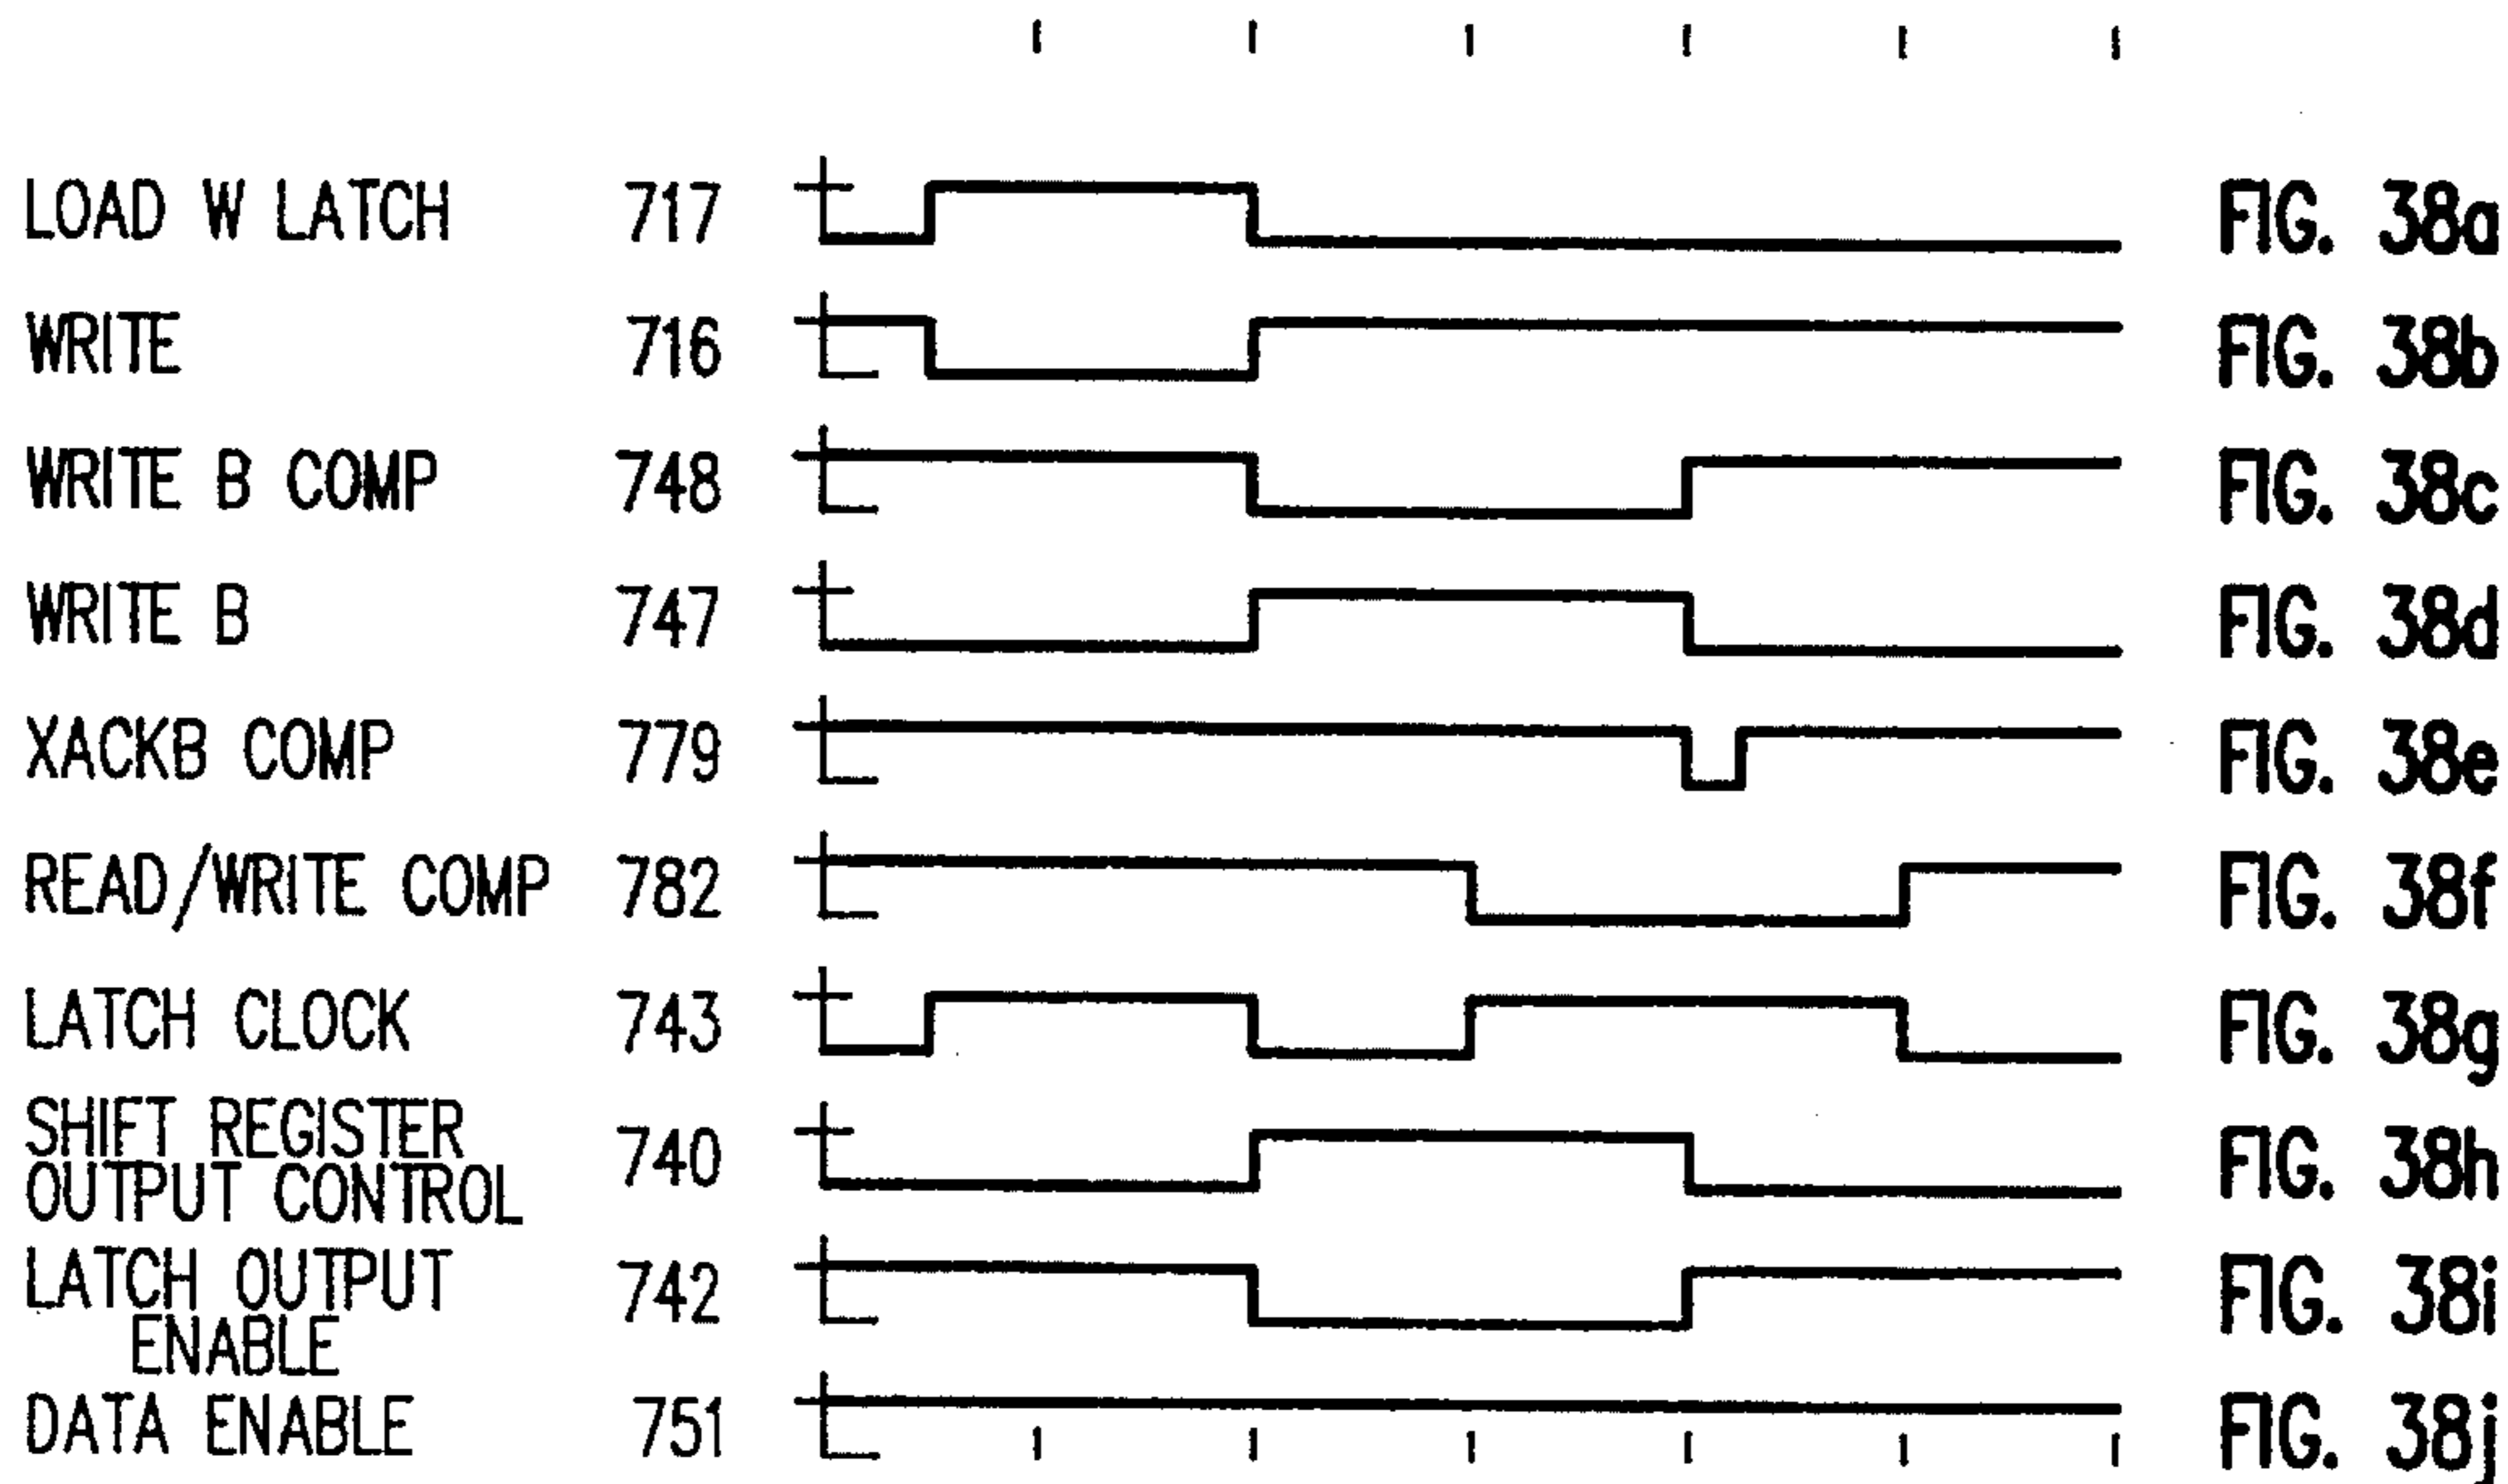 LOAD W LATCH 717 FIG. 38a
WRITE 716 FIG. 38b
WRITE B COMP 748 FIG. 38c
WRITE B 747 FIG. 38d
XACKB COMP 779 FIG. 38e
READ/WRITE COMP 782 FIG. 38f
LATCH CLOCK 743 FIG. 38g
SHIFT REGISTER
OUTPUT CONTROL 740 FIG. 38h
LATCH OUTPUT
ENABLE 742 FIG. 38i
DATA ENABLE 751 FIG. 38j